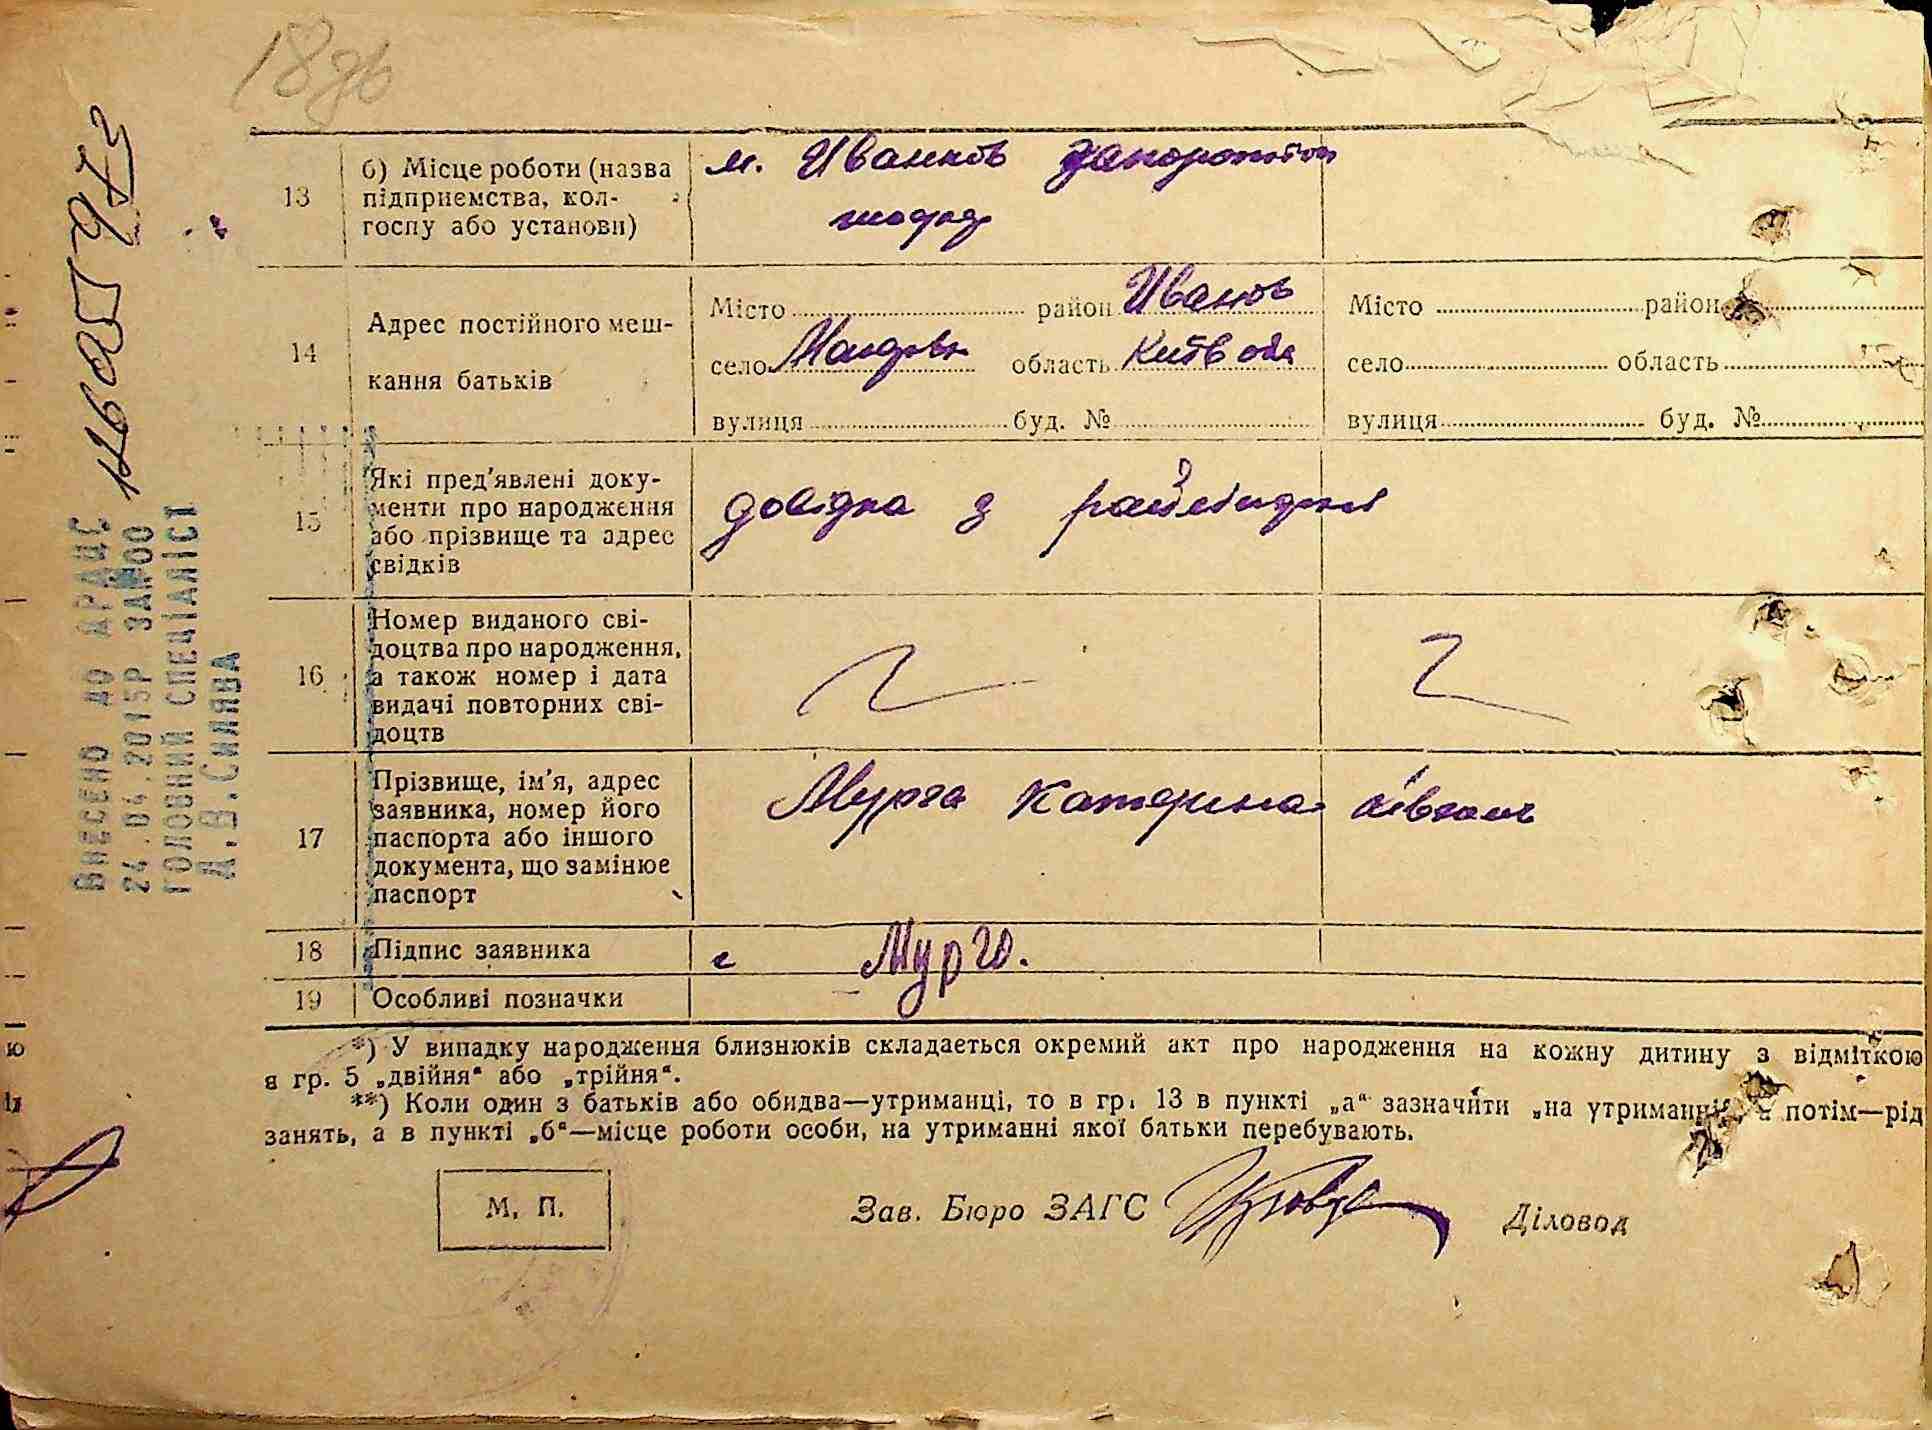 18
13
б) Місце роботи (назва
підприємства, кол-
госпу або установи)
м. Иванков
14
Адрес постійного меш-
кання батьків
Місто район Иванов
село область Київ обл
вулиця буд. №
Місто район
село область
вулиця буд. №
15
Які пред'явлені доку-
менти про народження
або прізвище та адрес
свідків
довідка з
16
Номер виданого сві-
доцтва про народження,
а також номер і дата
видачі повторних сві-
доцтв
17
Прізвище, ім'я, адрес
заявника, номер його
паспорта або іншого
документа, що замінює
паспорт
Мурга Катерина
18
Підпис заявника
Мурго.
19
Особливі позначки
*) У випадку народження близнюків складається окремий акт про народження на кожну дитину з відміткою
в гр. 5 „двійня“ або „трійня“.
**) Коли один з батьків або обидва—утриманці, то в гр. 13 в пункті „а“ зазначити „на утриманні“, а потім—рід
занять, а в пункті „б“—місце роботи особи, на утриманні якої батьки перебувають.
М. П.
Зав. Бюро ЗАГС
Діловод
Внесено до ДРАЦС
24.04.2015р зА№00
головний спеціаліст
Л.В.Силява